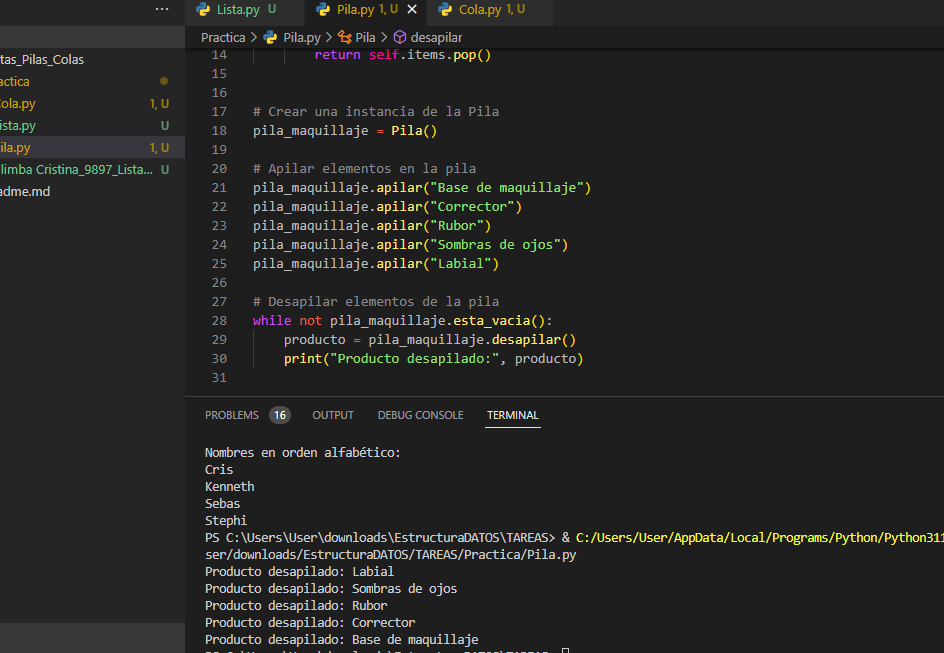 Lista.py U Pila.py 1, U Cola.py 1, U
Practica > Pila.py > Pila > desapilar
tas_Pilas_Colas
actica
Cola.py 1, U
ista.py U
ila.py 1, U
limba Cristina_9897_Lista... U
adme.md
14 return self.items.pop()
15
16
17 # Crear una instancia de la Pila
18 pila_maquillaje = Pila()
19
20 # Apilar elementos en la pila
21 pila_maquillaje.apilar("Base de maquillaje")
22 pila_maquillaje.apilar("Corrector")
23 pila_maquillaje.apilar("Rubor")
24 pila_maquillaje.apilar("Sombras de ojos")
25 pila_maquillaje.apilar("Labial")
26
27 # Desapilar elementos de la pila
28 while not pila_maquillaje.esta_vacia():
29 producto = pila_maquillaje.desapilar()
30 print("Producto desapilado:", producto)
31
PROBLEMS 16 OUTPUT DEBUG CONSOLE TERMINAL
Nombres en orden alfabético:
Cris
Kenneth
Sebas
Stephi
PS C:\Users\User\downloads\EstructuraDATOS\TAREAS> & C:/Users/User/AppData/Local/Programs/Python/Python311
ser/downloads/EstructuraDATOS/TAREAS/Practica/Pila.py
Producto desapilado: Labial
Producto desapilado: Sombras de ojos
Producto desapilado: Rubor
Producto desapilado: Corrector
Producto desapilado: Base de maquillaje